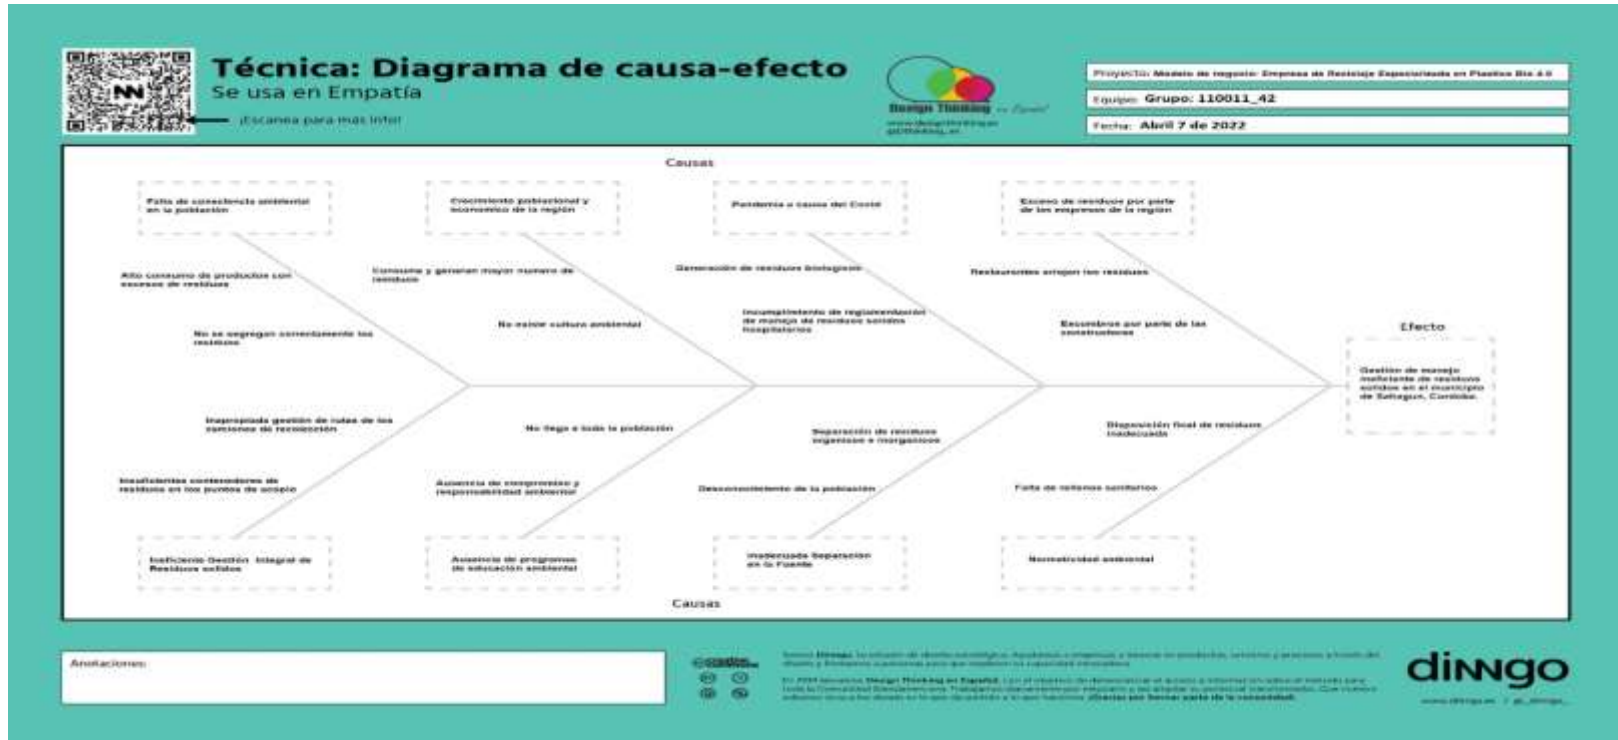 Técnica: Diagrama de causa-efecto
Se usa en Empatía
¡Escanea para más info!
Design Thinking en Español
Proyecto: Modelo de negocio: Empresa de Reciclaje Especializada en Plastico Bio 4.0
Equipo: Grupo: 110011_42
Fecha: Abril 7 de 2022
Causas
Falta de consciencia ambiental
en la población
Crecimiento poblacional y
economico de la región
Pandemia a causa del Covid
Exceso de residuos por parte
de las empresas de la región
Alto consumo de productos con
excesos de residuos
Consume y generan mayor numero de
residuos
Generación de residuos biologicos
Restaurantes arrojan los residuos
No se segregan correctamente los
residuos
No existe cultura ambiental
Incumplimiento de reglamentación
de manejo de residuos solidos
hospitalarios
Escombros por parte de las
constructoras
Efecto
Gestión de manejo
ineficiente de residuos
solidos en el municipio
de Sahagun, Cordoba.
Inapropiada gestión de rutas de los
camiones de recolección
No llega a toda la población
Separación de residuos
organicos e inorganicos
Disposición final de residuos
inadecuada
Insuficientes contenedores de
residuos en los puntos de acopio
Ausencia de compromiso y
responsabilidad ambiental
Desconocimiento de la población
Falta de rellenos sanitarios
Ineficiente Gestión Integral de
Residuos solidos
Ausencia de programas
de educación ambiental
Inadecuada Separación
en la Fuente
Normatividad ambiental
Causas
Anotaciones:
creative commons
dinngo